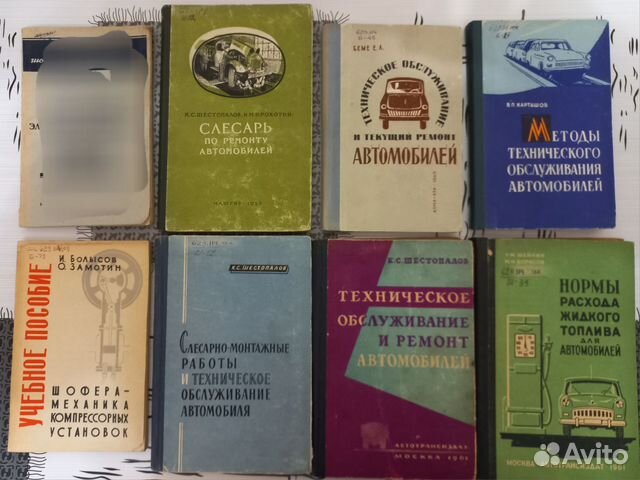 К.С. ШЕСТОПАЛОВ, И.М. КРОХОТИН
СЛЕСАРЬ
ПО РЕМОНТУ
АВТОМОБИЛЕЙ
БЕМЕ Е.А.
ТЕХНИЧЕСКОЕ ОБСЛУЖИВАНИЕ
И ТЕКУЩИЙ РЕМОНТ
АВТОМОБИЛЕЙ
В.П. КАРТАШОВ
МЕТОДЫ
ТЕХНИЧЕСКОГО
ОБСЛУЖИВАНИЯ
АВТОМОБИЛЕЙ
И. БОЛЫСОВ
О. ЗАМОТИН
УЧЕБНОЕ ПОСОБИЕ
ШОФЕРА-
МЕХАНИКА
КОМПРЕССОРНЫХ
УСТАНОВОК
К.С. ШЕСТОПАЛОВ
СЛЕСАРНО-МОНТАЖНЫЕ
РАБОТЫ
И ТЕХНИЧЕСКОЕ
ОБСЛУЖИВАНИЕ
АВТОМОБИЛЯ
К.С. ШЕСТОПАЛОВ
ТЕХНИЧЕСКОЕ
ОБСЛУЖИВАНИЕ
И РЕМОНТ
АВТОМОБИЛЕЙ
АВТОТРАНСИЗДАТ
МОСКВА 1961
НОРМЫ
РАСХОДА
ЖИДКОГО
ТОПЛИВА
ДЛЯ
АВТОМОБИЛЕЙ
МОСКВА АВТОТРАНСИЗДАТ 1961
Avito